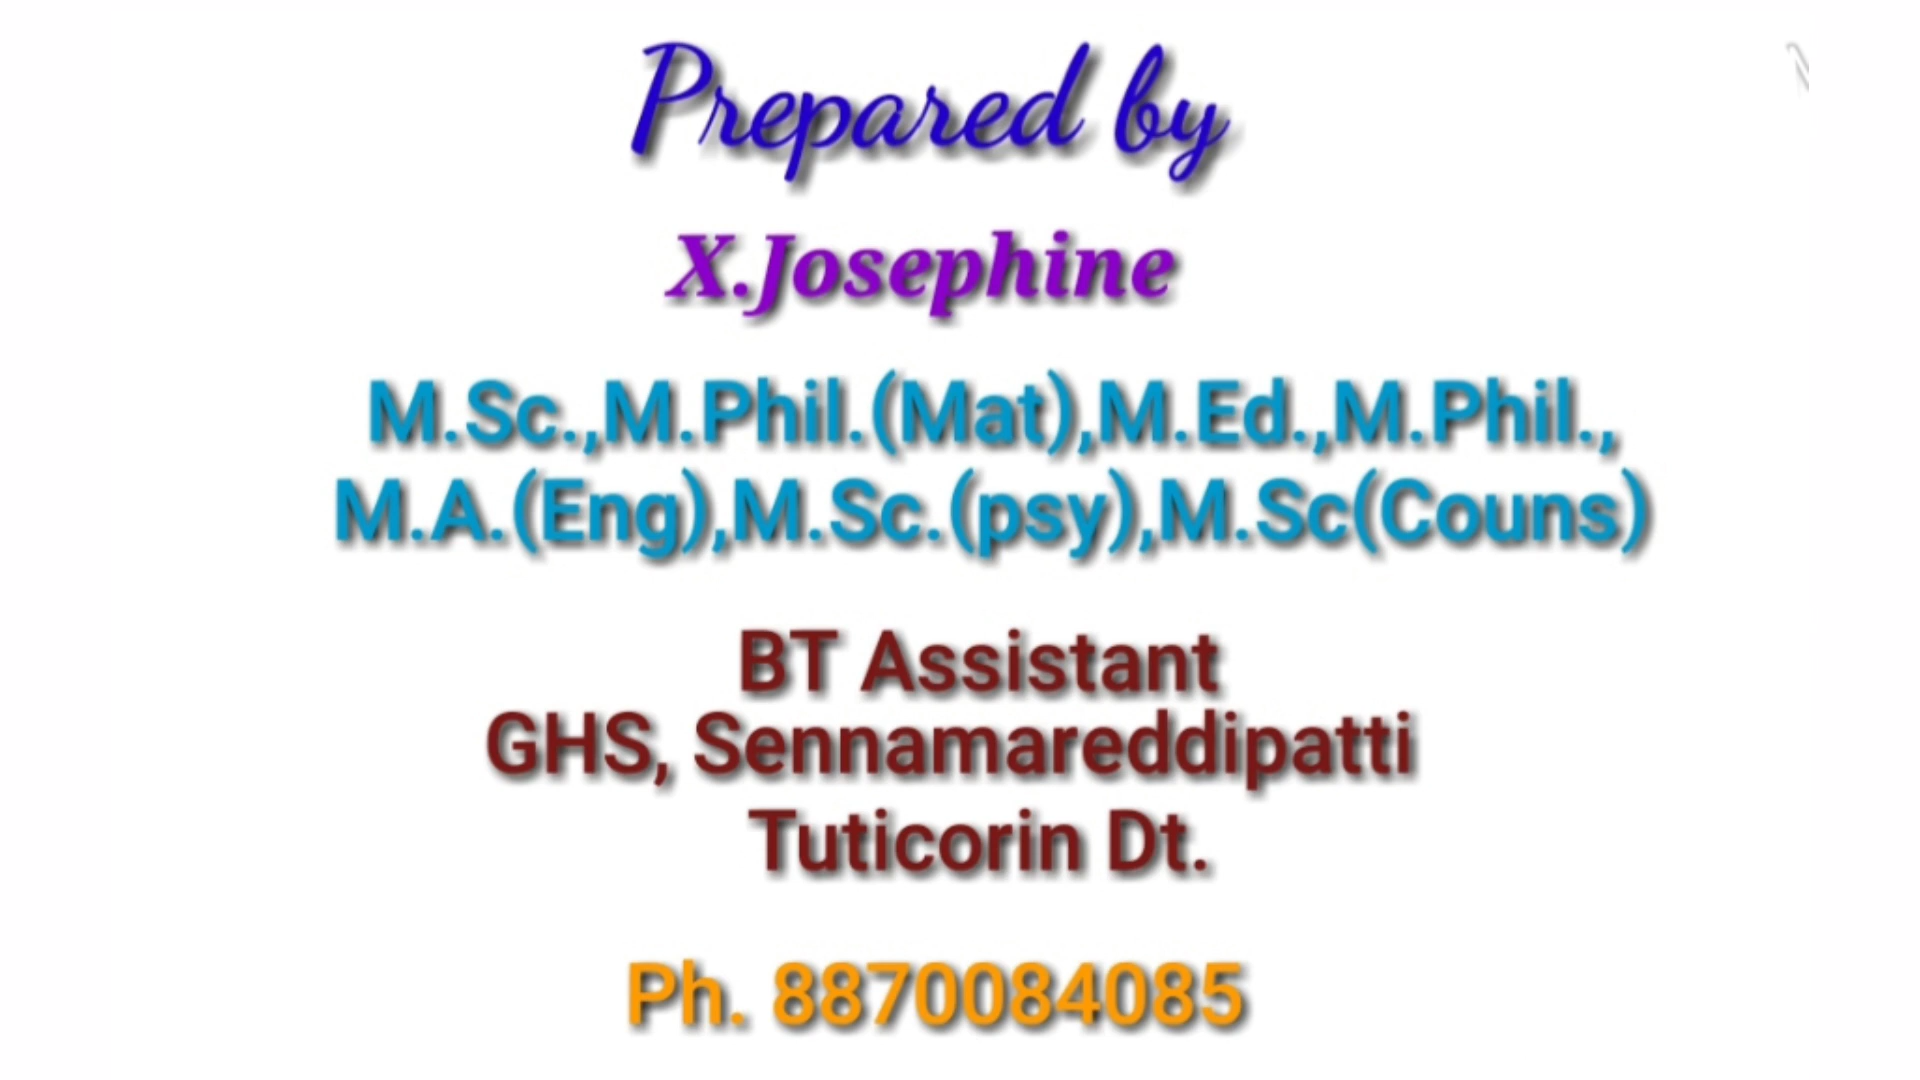 Prepared by
X.Josephine
M.Sc.,M.Phil.(Mat),M.Ed.,M.Phil.,
M.A.(Eng),M.Sc.(psy),M.Sc(Couns)
BT Assistant
GHS, Sennamareddipatti
Tuticorin Dt.
Ph. 8870084085